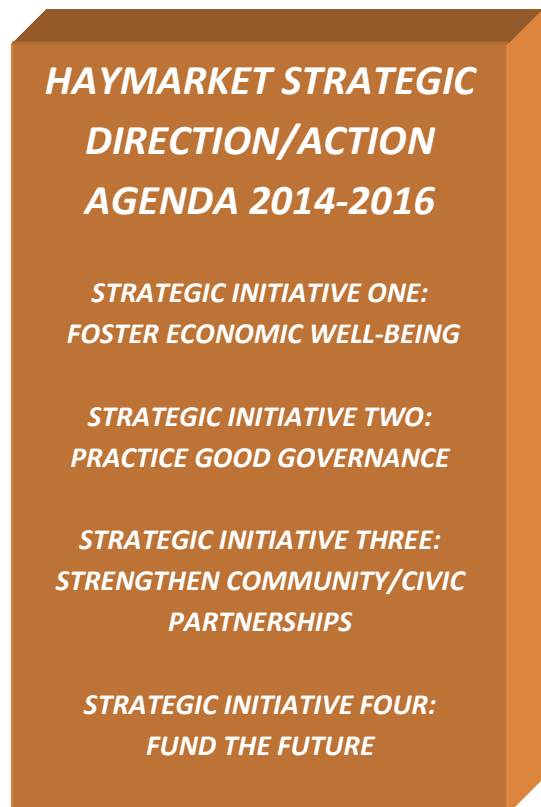 HAYMARKET STRATEGIC
DIRECTION/ACTION
AGENDA 2014-2016
STRATEGIC INITIATIVE ONE:
FOSTER ECONOMIC WELL-BEING
STRATEGIC INITIATIVE TWO:
PRACTICE GOOD GOVERNANCE
STRATEGIC INITIATIVE THREE:
STRENGTHEN COMMUNITY/CIVIC
PARTNERSHIPS
STRATEGIC INITIATIVE FOUR:
FUND THE FUTURE